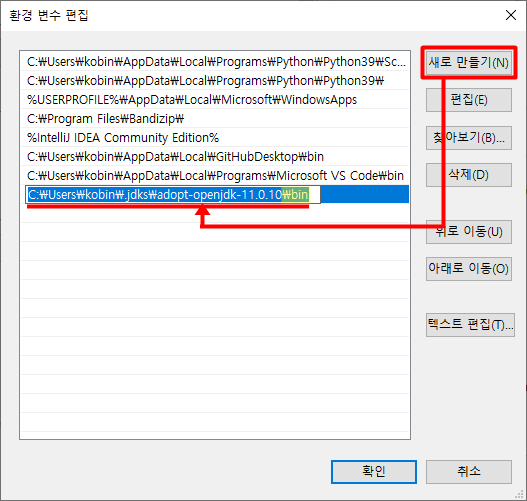 환경 변수 편집
C:₩Users₩kobin₩AppData₩Local₩Programs₩Python₩Python39₩Sc...
C:₩Users₩kobin₩AppData₩Local₩Programs₩Python₩Python39₩
%USERPROFILE%₩AppData₩Local₩Microsoft₩WindowsApps
C:₩Program Files₩Bandizip₩
%IntelliJ IDEA Community Edition%
C:₩Users₩kobin₩AppData₩Local₩GitHubDesktop₩bin
C:₩Users₩kobin₩AppData₩Local₩Programs₩Microsoft VS Code₩bin
C:₩Users₩kobin₩.jdks₩adopt-openjdk-11.0.10₩bin
새로 만들기(N)
편집(E)
찾아보기(B)...
삭제(D)
위로 이동(U)
아래로 이동(O)
텍스트 편집(T)...
확인
취소